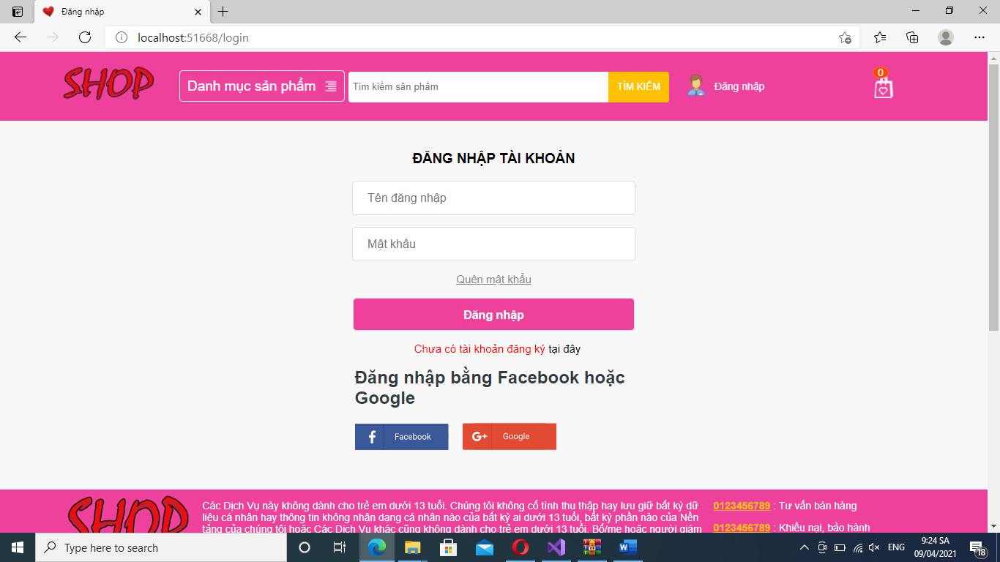 Đăng nhập
localhost:51668/login
SHOP
Danh mục sản phẩm
Tìm kiếm sản phẩm
TÌM KIẾM
Đăng nhập
0
ĐĂNG NHẬP TÀI KHOẢN
Tên đăng nhập
Mật khẩu
Quên mật khẩu
Đăng nhập
Chưa có tài khoản đăng ký tại đây
Đăng nhập bằng Facebook hoặc
Google
f Facebook
G+ Google
SHOP
Các Dịch Vụ này không dành cho trẻ em dưới 13 tuổi. Chúng tôi không cố tình thu thập hay lưu giữ bất kỳ dữ
liệu cá nhân hay thông tin không nhận dạng cá nhân nào của bất kỳ ai dưới 13 tuổi, bất kỳ phần nào của Nền
tảng của chúng tôi hoặc Các Dịch Vụ khác cũng không dành cho trẻ em dưới 13 tuổi. Bố/mẹ hoặc người giám
0123456789 : Tư vấn bán hàng
0123456789 : Khiếu nại, bảo hành
Type here to search
ENG
9:24 SA
09/04/2021
18